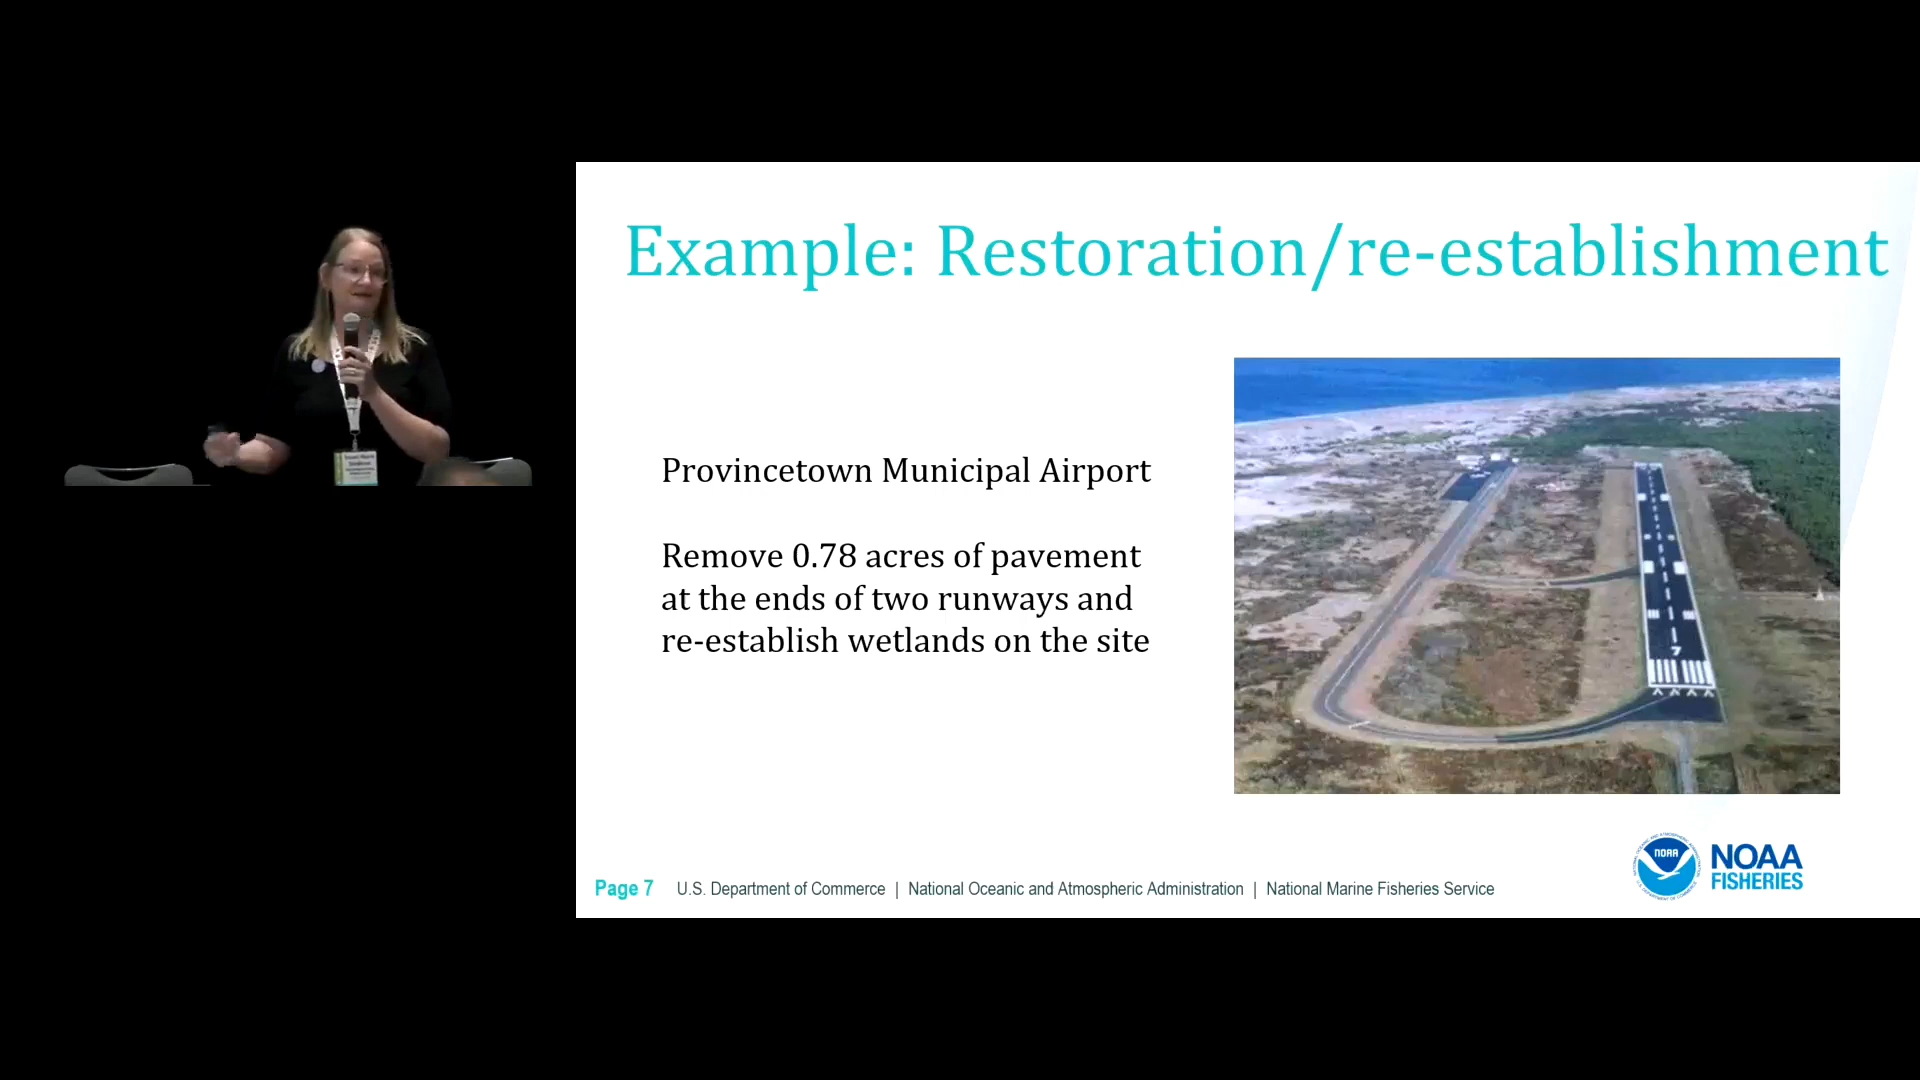 Example: Restoration/re-establishment
Provincetown Municipal Airport
Remove 0.78 acres of pavement
at the ends of two runways and
re-establish wetlands on the site
7
NOAA
NOAA
FISHERIES
Page 7 U.S. Department of Commerce | National Oceanic and Atmospheric Administration | National Marine Fisheries Service